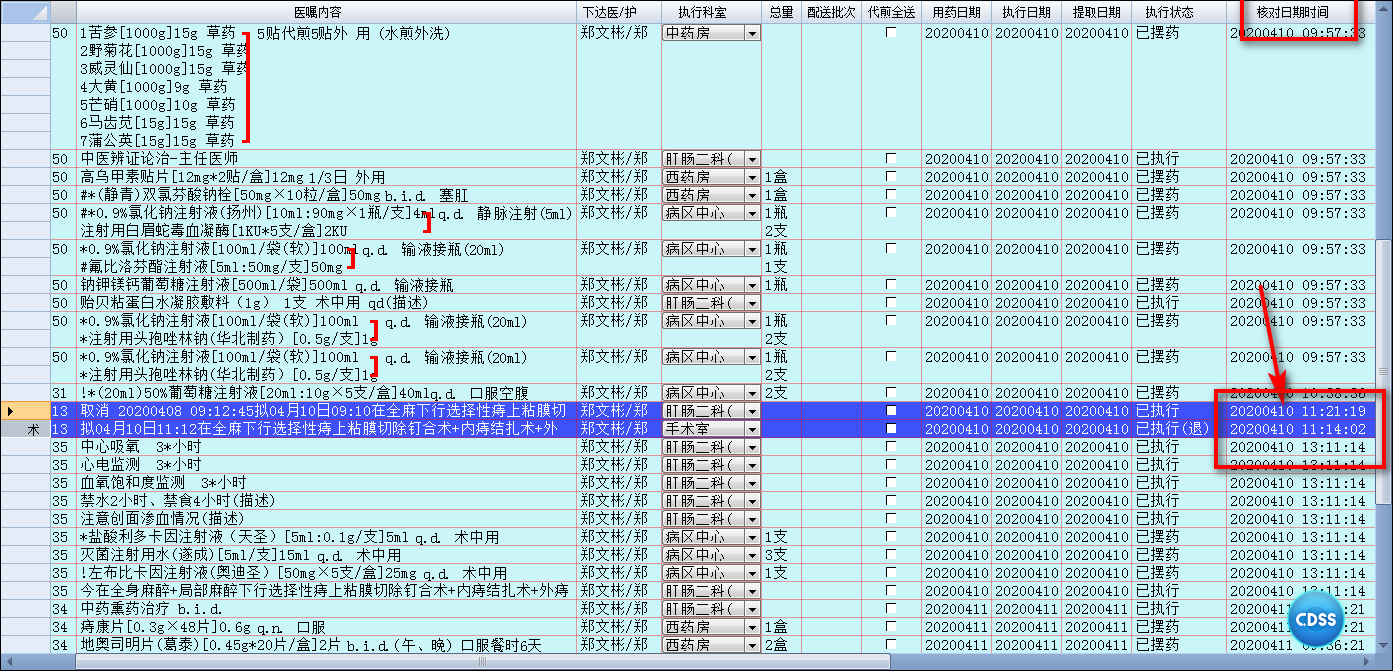 医嘱内容 下达医/护 执行科室 总量 配送批次 代煎全送 用药日期 执行日期 提取日期 执行状态 核对日期时间
50 1苦参[1000g]15g 草药 5贴代煎5贴外 用 (水煎外洗) 郑文彬/郑 中药房 20200410 20200410 20200410 已摆药 20200410 09:57:33
2野菊花[1000g]15g 草药
3威灵仙[1000g]15g 草药
4大黄[1000g]9g 草药
5芒硝[1000g]10g 草药
6马齿苋[15g]15g 草药
7蒲公英[15g]15g 草药
50 中医辨证论治-主任医师 郑文彬/郑 肛肠二科( 20200410 20200410 20200410 已执行 20200410 09:57:33
50 高乌甲素贴片[12mg*2贴/盒]12mg 1/3日 外用 郑文彬/郑 西药房 1盒 20200410 20200410 20200410 已摆药 20200410 09:57:33
50 #*(静青)双氯芬酸钠栓[50mg×10粒/盒]50mg b.i.d. 塞肛 郑文彬/郑 西药房 1盒 20200410 20200410 20200410 已摆药 20200410 09:57:33
50 #*0.9%氯化钠注射液(扬州)[10ml:90mg×1瓶/支]4ml q.d. 静脉注射(5ml) 郑文彬/郑 病区中心 1瓶 20200410 20200410 20200410 已摆药 20200410 09:57:33
注射用白眉蛇毒血凝酶[1KU*5支/盒]2KU 2支
50 *0.9%氯化钠注射液[100ml/袋(软)]100ml q.d. 输液接瓶(20ml) 郑文彬/郑 病区中心 1瓶 20200410 20200410 20200410 已摆药 20200410 09:57:33
#氟比洛芬酯注射液[5ml:50mg/支]50mg 1支
50 钠钾镁钙葡萄糖注射液[500ml/袋]500ml q.d. 输液接瓶 郑文彬/郑 病区中心 1瓶 20200410 20200410 20200410 已摆药 20200410 09:57:33
50 贻贝粘蛋白水凝胶敷料（1g） 1支 术中用 qd(描述) 郑文彬/郑 肛肠二科( 20200410 20200410 20200410 已执行 20200410 09:57:33
50 *0.9%氯化钠注射液[100ml/袋(软)]100ml q.d. 输液接瓶(20ml) 郑文彬/郑 病区中心 1瓶 20200410 20200410 20200410 已摆药 20200410 09:57:33
*注射用头孢唑林钠(华北制药) [0.5g/支]1g 2支
50 *0.9%氯化钠注射液[100ml/袋(软)]100ml q.d. 输液接瓶(20ml) 郑文彬/郑 病区中心 1瓶 20200410 20200410 20200410 已摆药 20200410 09:57:33
*注射用头孢唑林钠(华北制药) [0.5g/支]1g 2支
31 !*(20ml)50%葡萄糖注射液[20ml:10g×5支/盒]40ml q.d. 口服空腹 郑文彬/郑 病区中心 2支 20200410 20200410 20200410 已摆药 20200410 10:38:38
13 取消 20200408 09:12:45拟04月10日09:10在全麻下行选择性痔上粘膜切 郑文彬/郑 肛肠二科( 20200410 20200410 20200410 已执行 20200410 11:21:19
术 13 拟04月10日11:12在全麻下行选择性痔上粘膜切除钉合术+内痔结扎术+外 郑文彬/郑 手术室 20200410 20200410 20200410 已执行(退) 20200410 11:14:02
35 中心吸氧 3*小时 郑文彬/郑 肛肠二科( 20200410 20200410 20200410 已执行 20200410 13:11:14
35 心电监测 3*小时 郑文彬/郑 肛肠二科( 20200410 20200410 20200410 已执行 20200410 13:11:14
35 血氧饱和度监测 3*小时 郑文彬/郑 肛肠二科( 20200410 20200410 20200410 已执行 20200410 13:11:14
35 禁水2小时、禁食4小时(描述) 郑文彬/郑 肛肠二科( 20200410 20200410 20200410 已执行 20200410 13:11:14
35 注意创面渗血情况(描述) 郑文彬/郑 肛肠二科( 20200410 20200410 20200410 已执行 20200410 13:11:14
35 *盐酸利多卡因注射液（天圣）[5ml:0.1g/支]5ml q.d. 术中用 郑文彬/郑 病区中心 1支 20200410 20200410 20200410 已摆药 20200410 13:11:14
35 灭菌注射用水(遂成)[5ml/支]15ml q.d. 术中用 郑文彬/郑 病区中心 3支 20200410 20200410 20200410 已摆药 20200410 13:11:14
35 !左布比卡因注射液(奥迪圣）[50mg×5支/盒]25mg q.d. 术中用 郑文彬/郑 病区中心 1支 20200410 20200410 20200410 已摆药 20200410 13:11:14
35 今在全身麻醉+局部麻醉下行选择性痔上粘膜切除钉合术+内痔结扎术+外痔 郑文彬/郑 肛肠二科( 20200410 20200410 20200410 已执行 20200410 13:11:14
34 中药熏药治疗 b.i.d. 郑文彬/郑 肛肠二科( 20200411 20200411 20200411 已执行 20200411 :21
34 痔康片[0.3g×48片]0.6g q.n. 口服 郑文彬/郑 西药房 1盒 20200411 20200411 20200411 已摆药 2020041 :21
34 地奥司明片(葛泰)[0.45g*20片/盒]2片 b.i.d.(午、晚) 口服餐时6天 郑文彬/郑 西药房 2盒 20200411 20200411 20200411 已摆药 20200411 09:36:21
CDSS